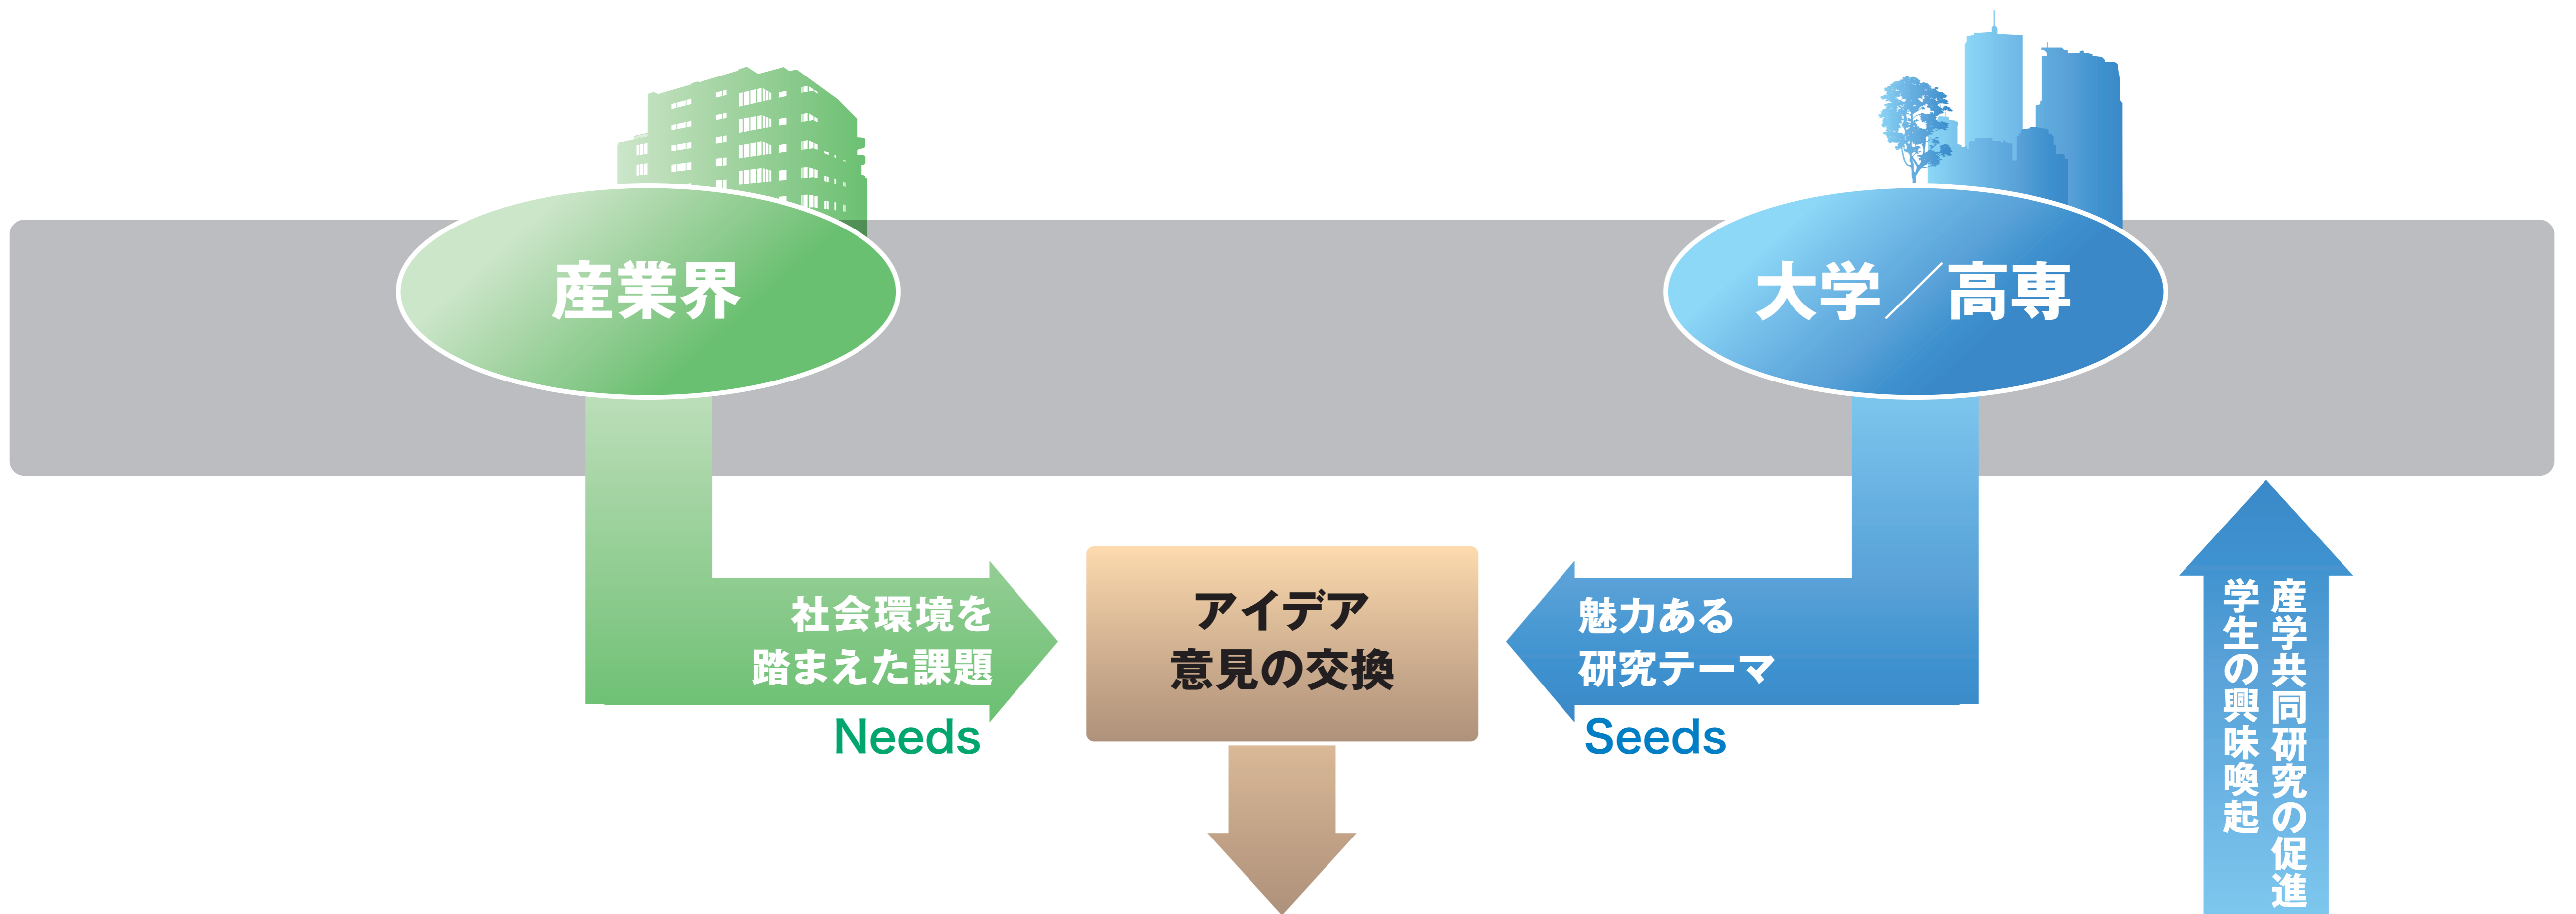 産業界
大学／高専
社会環境を
踏まえた課題
Needs
アイデア
意見の交換
魅力ある
研究テーマ
Seeds
産学共同研究の促進
学生の興味喚起